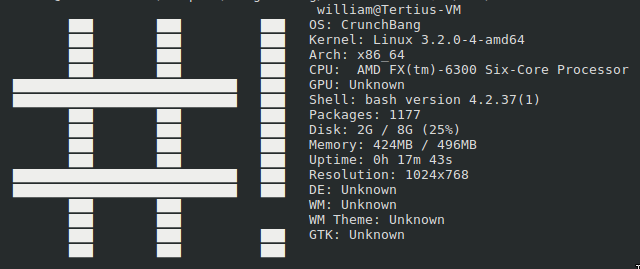 william@Tertius-VM
OS: CrunchBang
Kernel: Linux 3.2.0-4-amd64
Arch: x86_64
CPU:  AMD FX(tm)-6300 Six-Core Processor
GPU: Unknown
Shell: bash version 4.2.37(1)
Packages: 1177
Disk: 2G / 8G (25%)
Memory: 424MB / 496MB
Uptime: 0h 17m 43s
Resolution: 1024x768
DE: Unknown
WM: Unknown
WM Theme: Unknown
GTK: Unknown